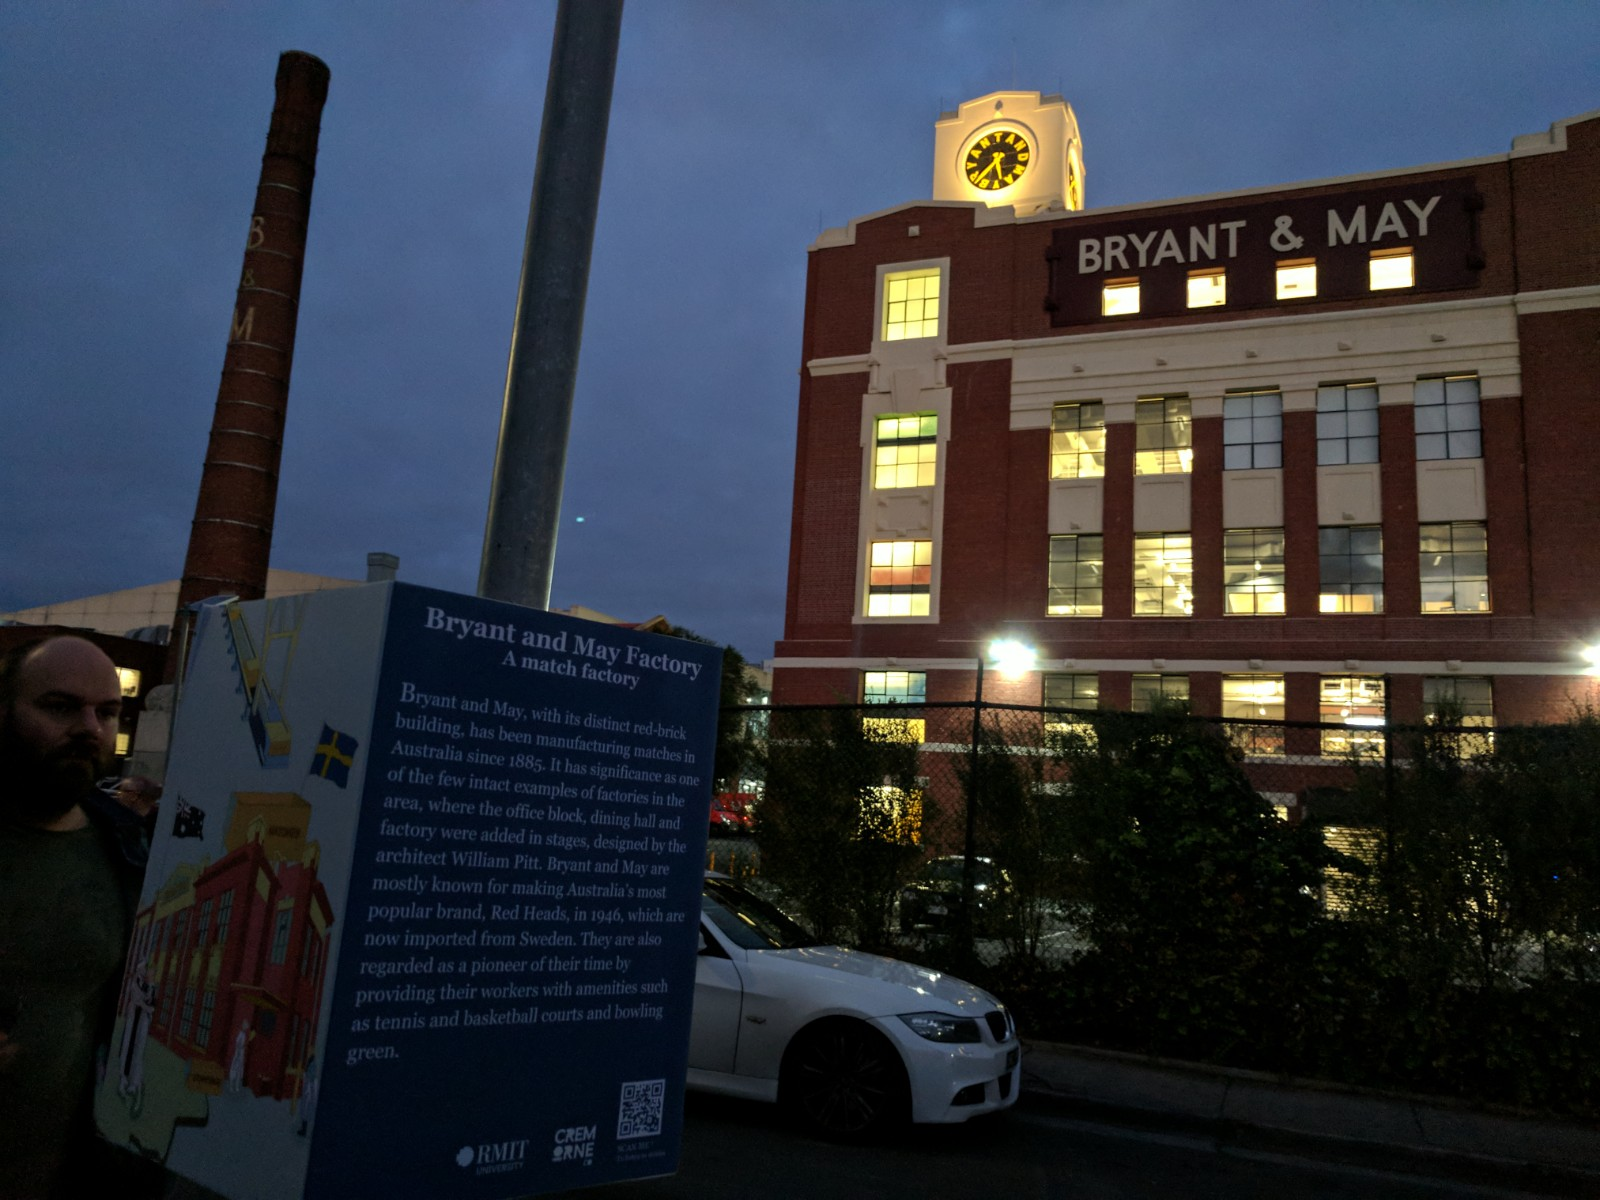 B
&
M
BRYANT AND MAY
BRYANT & MAY
Bryant and May Factory
A match factory
Bryant and May, with its distinct red-brick
building, has been manufacturing matches in
Australia since 1885. It has significance as one
of the few intact examples of factories in the
area, where the office block, dining hall and
factory were added in stages, designed by the
architect William Pitt. Bryant and May are
mostly known for making Australia's most
popular brand, Red Heads, in 1946, which are
now imported from Sweden. They are also
regarded as a pioneer of their time by
providing their workers with amenities such
as tennis and basketball courts and bowling
green.
RMIT
UNIVERSITY
CREM
ORNE
SCAN ME!